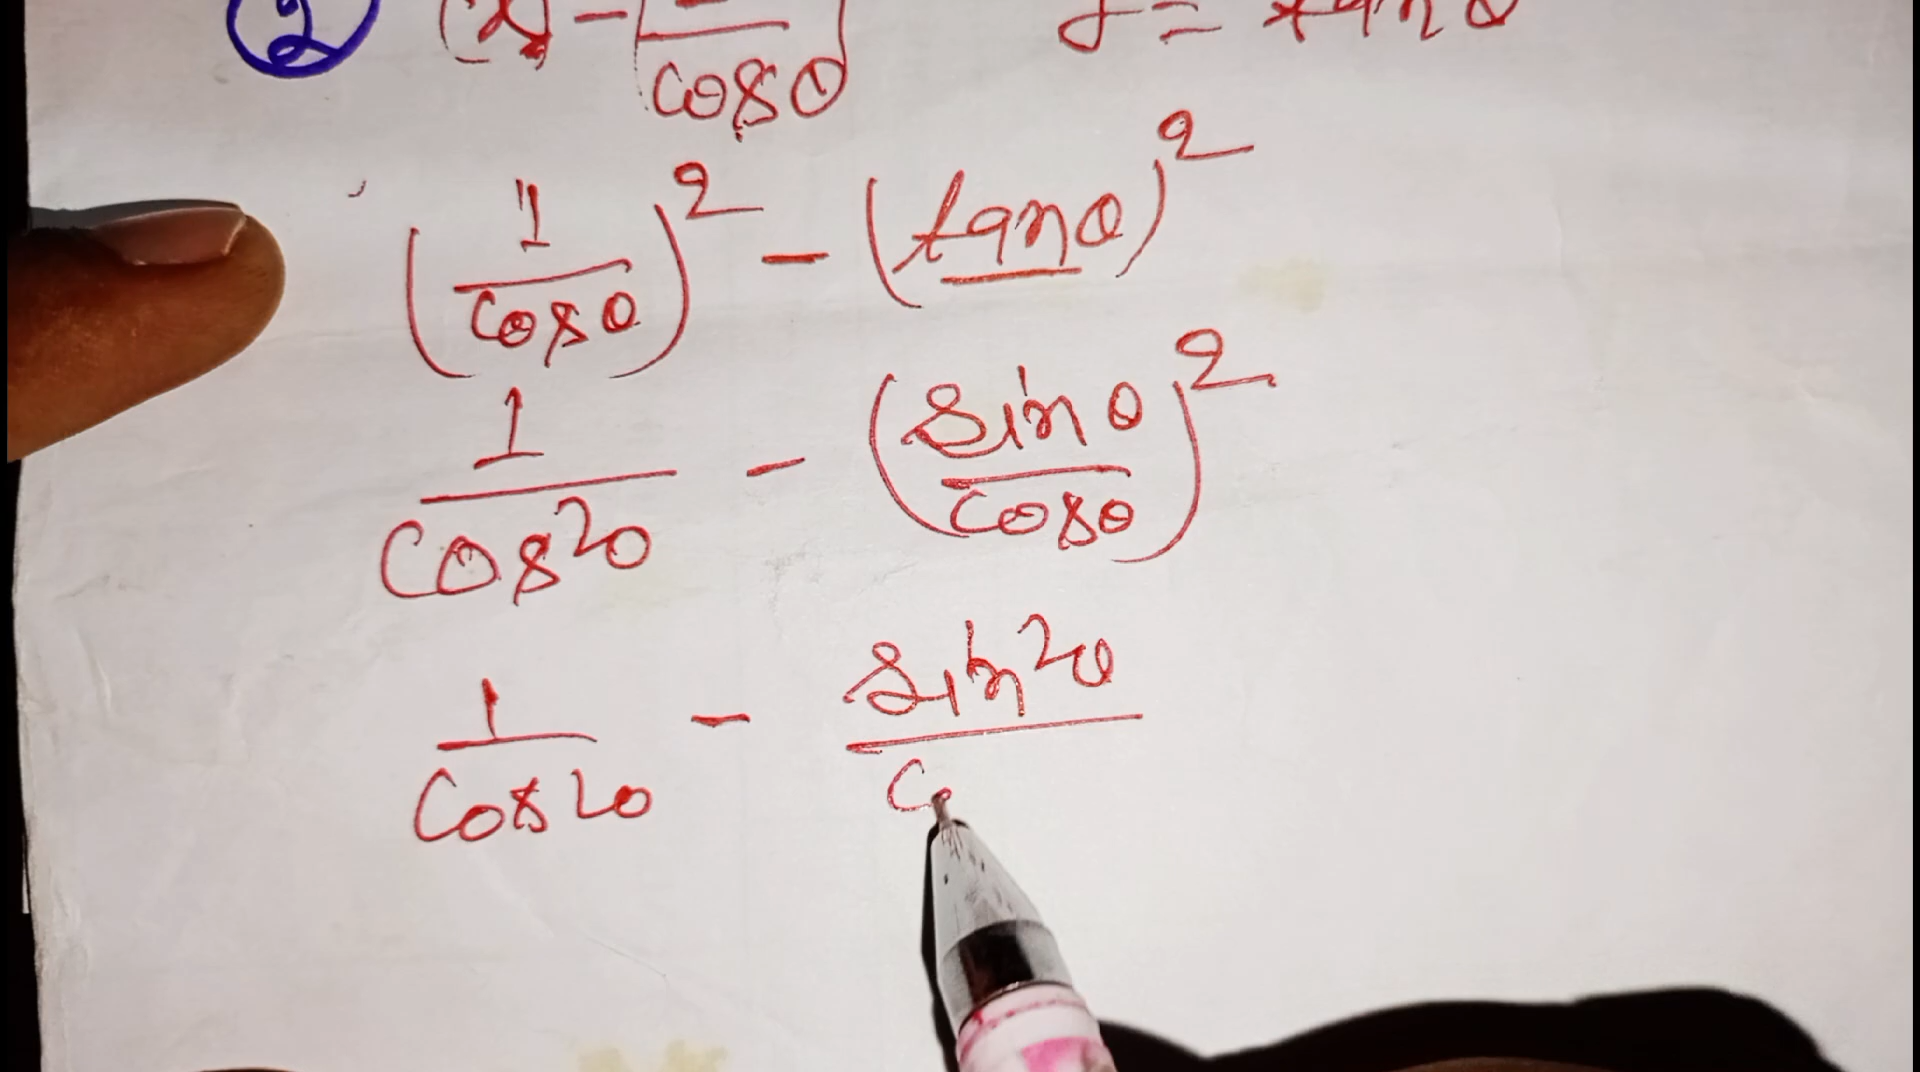 ② (x) = 1/cosθ y = tanθ
(1/cosθ)² - (tanθ)²
1/cos²θ - (sinθ/cosθ)²
1/cos²θ - sin²θ/c